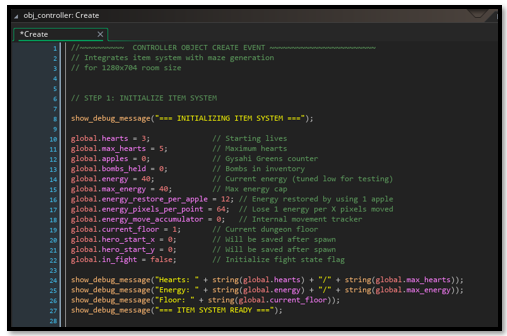 obj_controller: Create
*Create
1 //~~~~~~~~~~~ CONTROLLER OBJECT CREATE EVENT ~~~~~~~~~~~~~~~~~~~~~~~~~~
2 // Integrates item system with maze generation
3 // for 1280x704 room size
4
5
6 // STEP 1: INITIALIZE ITEM SYSTEM
7
8 show_debug_message("=== INITIALIZING ITEM SYSTEM ===");
9
10 global.hearts = 3; // Starting lives
11 global.max_hearts = 5; // Maximum hearts
12 global.apples = 0; // Gysahl Greens counter
13 global.bombs_held = 0; // Bombs in inventory
14 global.energy = 40; // Current energy (tuned low for testing)
15 global.max_energy = 40; // Max energy cap
16 global.energy_restore_per_apple = 12; // Energy restored by using 1 apple
17 global.energy_pixels_per_point = 64; // Lose 1 energy per X pixels moved
18 global.energy_move_accumulator = 0; // Internal movement tracker
19 global.current_floor = 1; // Current dungeon floor
20 global.hero_start_x = 0; // Will be saved after spawn
21 global.hero_start_y = 0; // Will be saved after spawn
22 global.in_fight = false; // Initialize fight state flag
23
24 show_debug_message("Hearts: " + string(global.hearts) + "/" + string(global.max_hearts));
25 show_debug_message("Energy: " + string(global.energy) + "/" + string(global.max_energy));
26 show_debug_message("Floor: " + string(global.current_floor));
27 show_debug_message("=== ITEM SYSTEM READY ===");
28